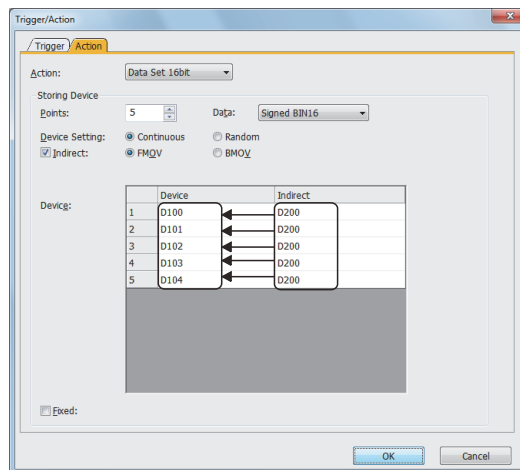 Trigger/Action
x
Trigger Action
Action: Data Set 16bit
Storing Device
Points: 5 Data: Signed BIN16
Device Setting: Continuous Random
Indirect: FMOV BMOV
Device:
Device Indirect
1 D100 D200
2 D101 D200
3 D102 D200
4 D103 D200
5 D104 D200
Fixed:
OK Cancel